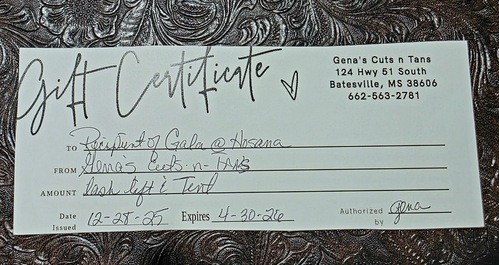 Gift Certificate
Gena's Cuts n Tans
124 Hwy 51 South
Batesville, MS 38606
662-563-2781
TO Recipient of Gala @ Hosana
FROM Gena's Cuts-n-Tans
AMOUNT Lash lift & Tint
Date Issued 12-28-25 Expires 4-30-26 Authorized by Gena